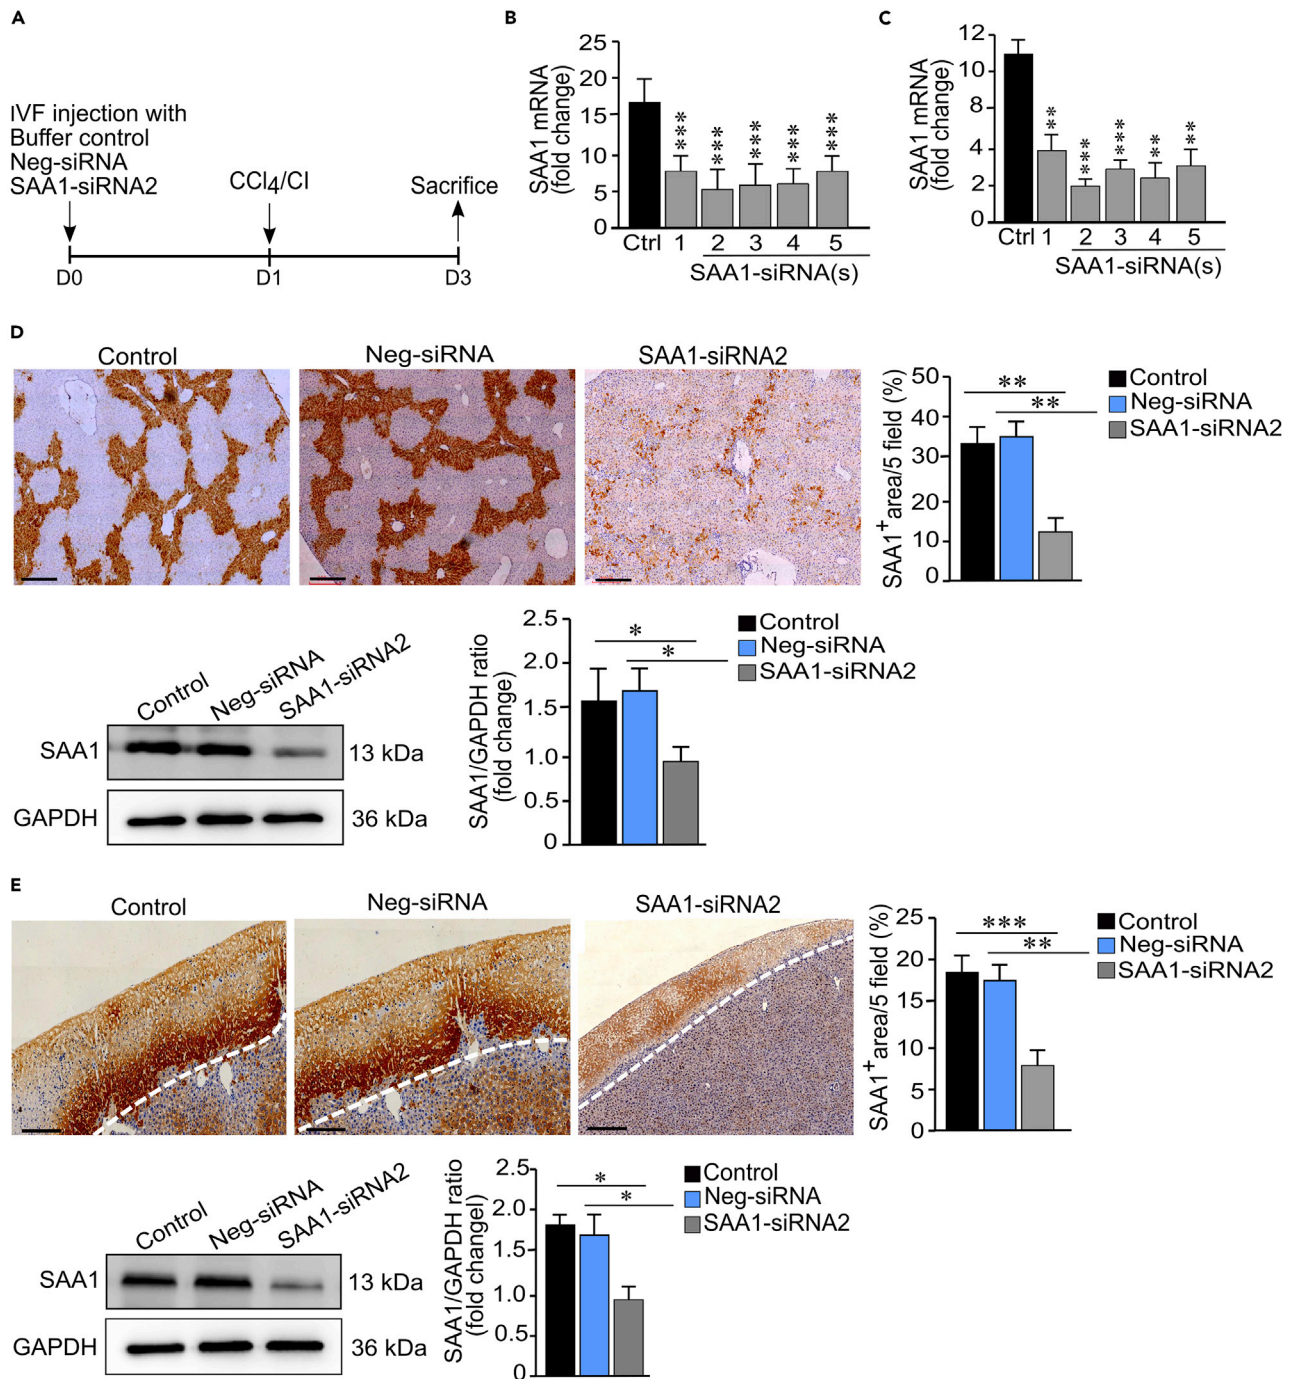 A
IVF injection with
Buffer control
Neg-siRNA
SAA1-siRNA2
CCl4/CI
Sacrifice
D0
D1
D3
B
SAA1 mRNA
(fold change)
25
20
15
10
5
0
***
***
***
***
***
Ctrl 1 2 3 4 5
SAA1-siRNA(s)
C
SAA1 mRNA
(fold change)
12
10
8
4
2
0
**
***
***
**
**
Ctrl 1 2 3 4 5
SAA1-siRNA(s)
D
Control
Neg-siRNA
SAA1-siRNA2
SAA1+ area/5 field (%)
50
40
30
20
10
0
**
**
Control
Neg-siRNA
SAA1-siRNA2
Control
Neg-siRNA
SAA1-siRNA2
SAA1
13 kDa
GAPDH
36 kDa
SAA1/GAPDH ratio
(fold change)
2.5
2.0
1.5
1.0
0.5
0
*
*
Control
Neg-siRNA
SAA1-siRNA2
E
Control
Neg-siRNA
SAA1-siRNA2
SAA1+ area/5 field (%)
25
20
15
10
5
0
***
**
Control
Neg-siRNA
SAA1-siRNA2
Control
Neg-siRNA
SAA1-siRNA2
SAA1
13 kDa
GAPDH
36 kDa
SAA1/GAPDH ratio
(fold changel)
2.5
2.0
1.5
1.0
0.5
0
*
*
Control
Neg-siRNA
SAA1-siRNA2